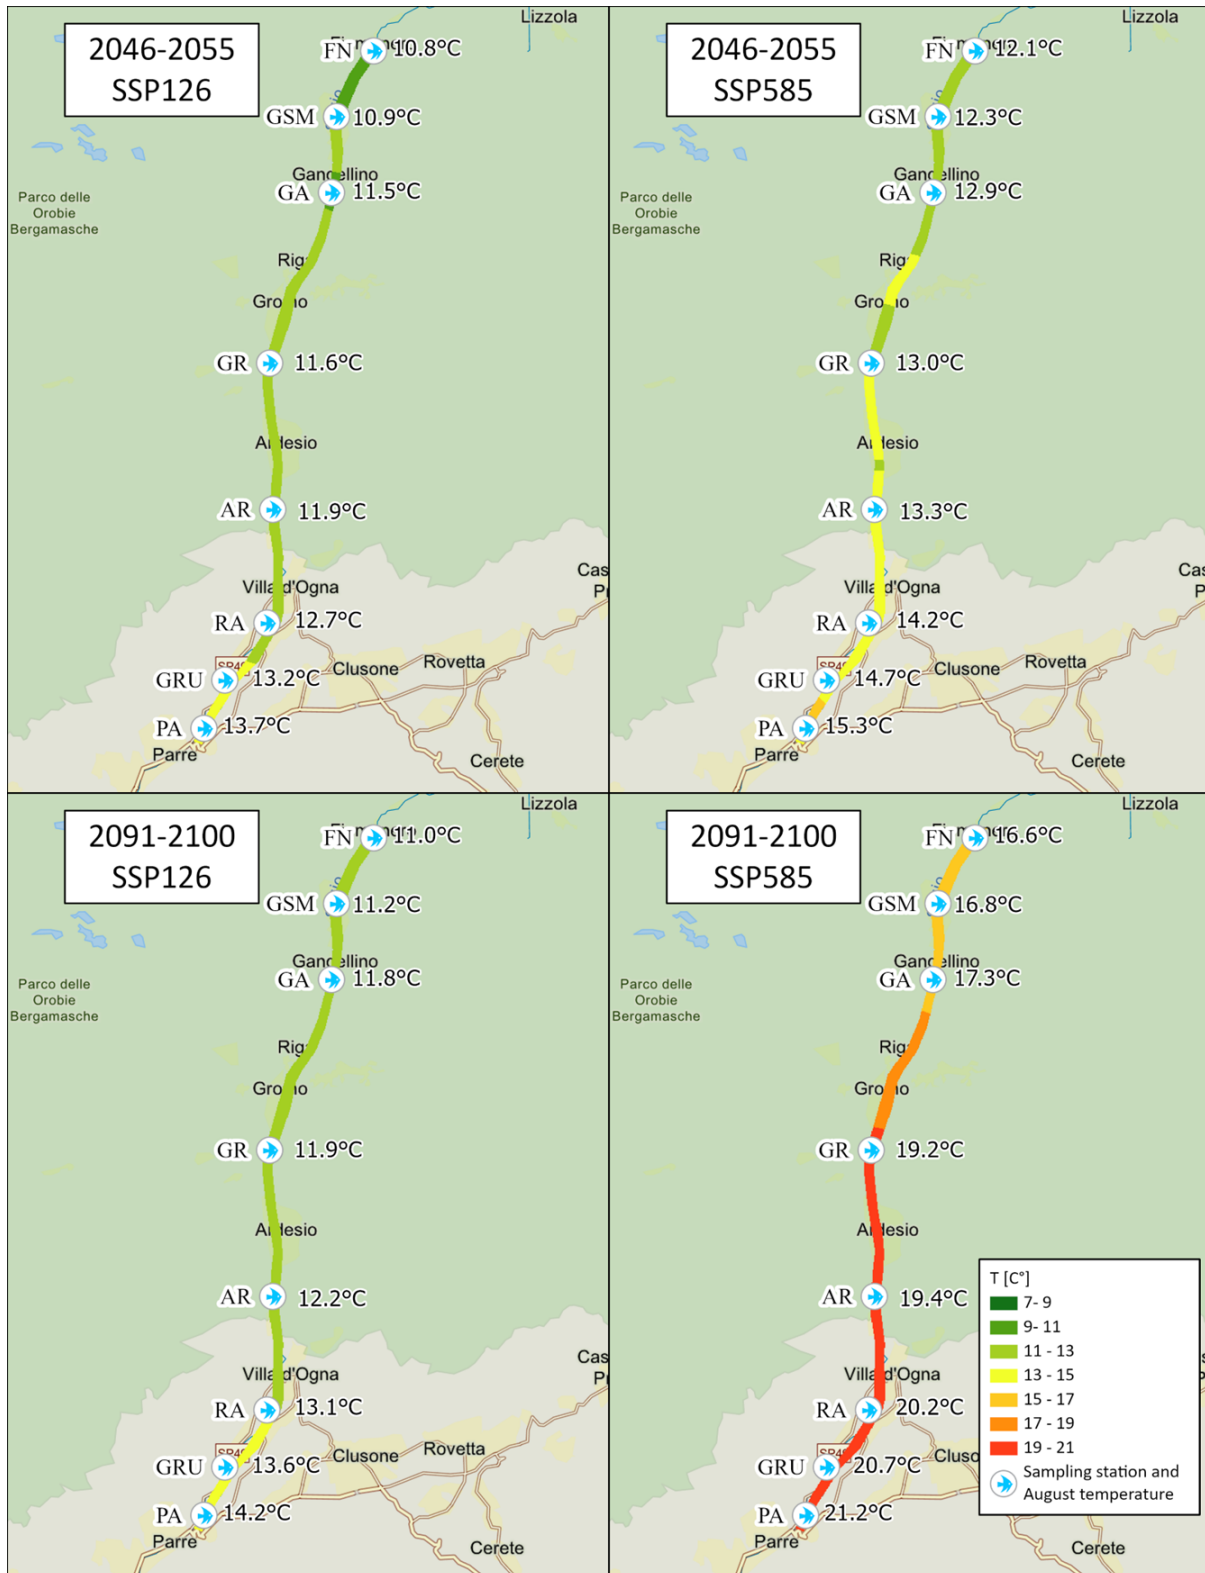 2046-2055
SSP126
Lizzola
FN
10.8°C
GSM
10.9°C
Gandellino
GA
11.5°C
Parco delle
Orobie
Bergamasche
GR
11.6°C
Ardesio
AR
11.9°C
Villa d'Ogna
RA
12.7°C
Clusone
Rovetta
GRU
13.2°C
PA
13.7°C
Parre
Cerete
2046-2055
SSP585
Lizzola
FN
12.1°C
GSM
12.3°C
Gandellino
GA
12.9°C
Parco delle
Orobie
Bergamasche
GR
13.0°C
Ardesio
AR
13.3°C
Villa d'Ogna
RA
14.2°C
Clusone
Rovetta
GRU
14.7°C
PA
15.3°C
Parre
Cerete
2091-2100
SSP126
Lizzola
FN
11.0°C
GSM
11.2°C
Gandellino
GA
11.8°C
Parco delle
Orobie
Bergamasche
GR
11.9°C
Ardesio
AR
12.2°C
Villa d'Ogna
RA
13.1°C
Clusone
Rovetta
GRU
13.6°C
PA
14.2°C
Parre
Cerete
2091-2100
SSP585
Lizzola
FN
16.6°C
GSM
16.8°C
Gandellino
GA
17.3°C
Parco delle
Orobie
Bergamasche
GR
19.2°C
Ardesio
AR
19.4°C
Villa d'Ogna
RA
20.2°C
GRU
20.7°C
PA
21.2°C
Parre
T [C°]
7- 9
9- 11
11 - 13
13 - 15
15 - 17
17 - 19
19 - 21
Sampling station and
August temperature